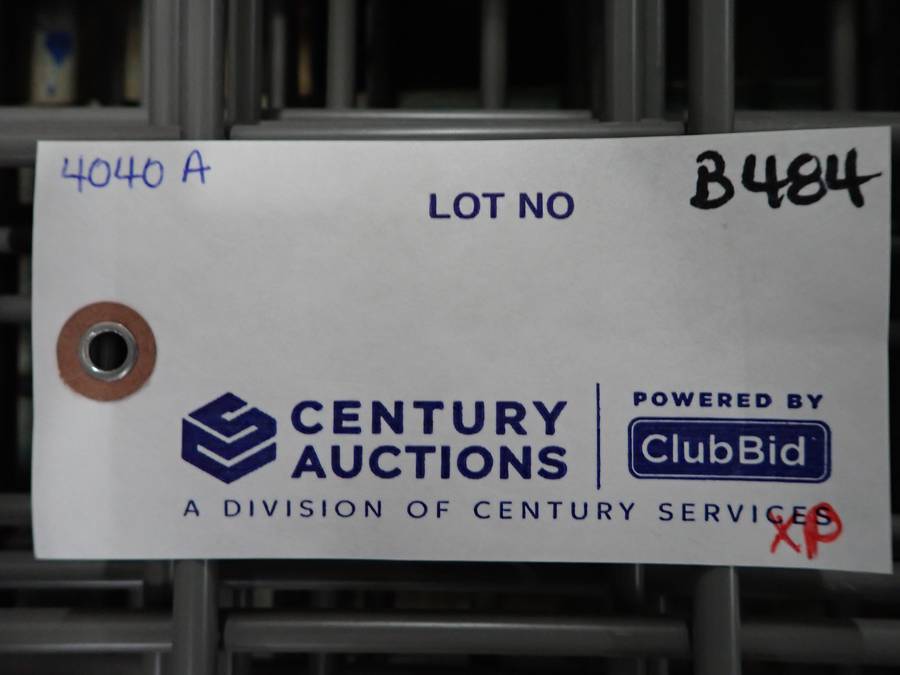 4040 A
LOT NO
B484
CENTURY
AUCTIONS
POWERED BY
ClubBid
A DIVISION OF CENTURY SERVICES
XP